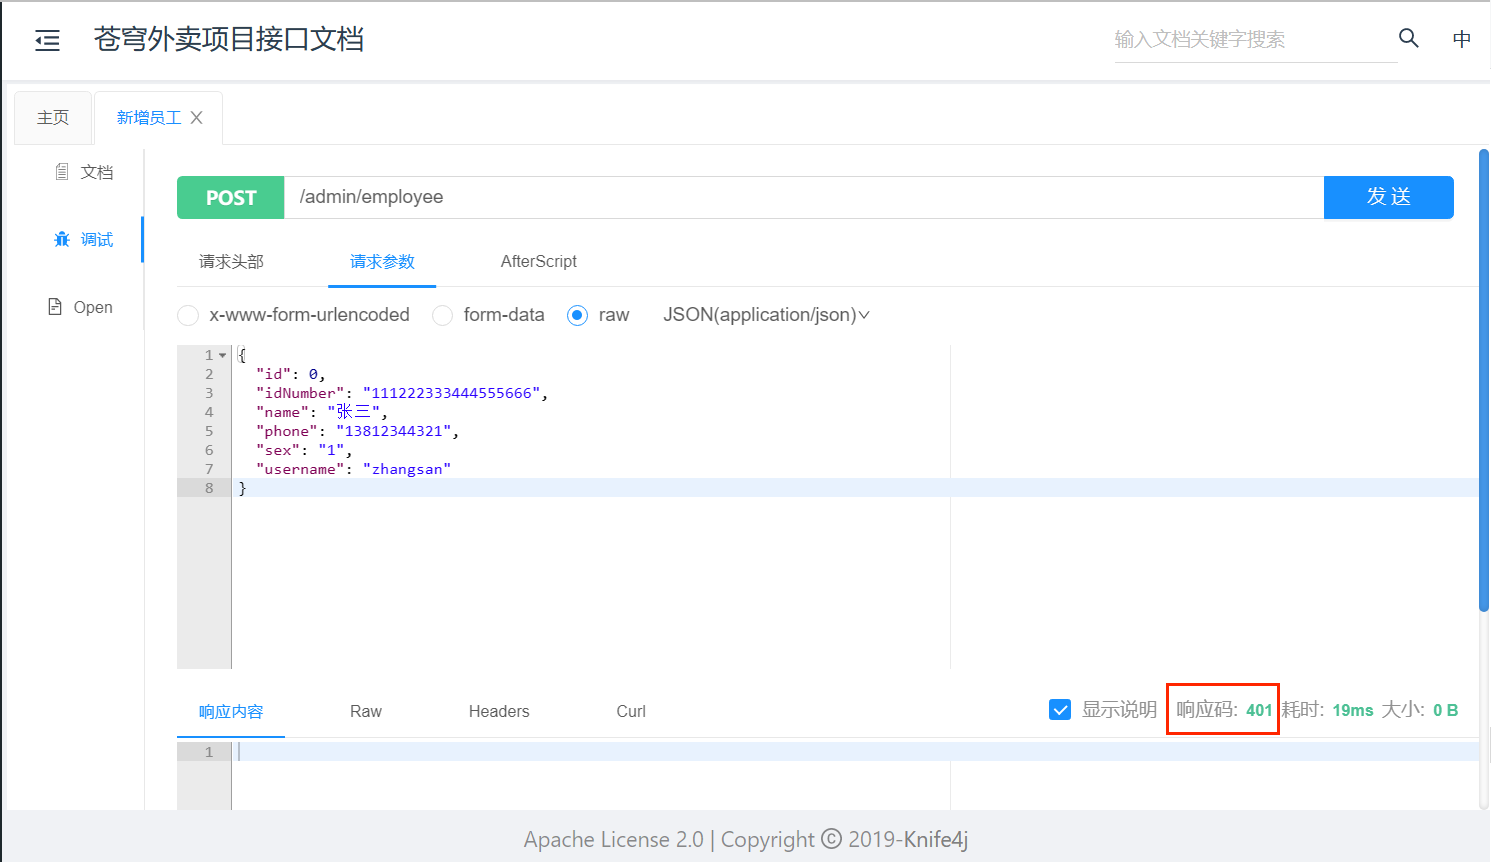 苍穹外卖项目接口文档
输入文档关键字搜索
中
主页
新增员工
文档
调试
Open
POST
/admin/employee
发 送
请求头部
请求参数
AfterScript
x-www-form-urlencoded
form-data
raw
JSON(application/json)
1 {
2 "id": 0,
3 "idNumber": "111222333444555666",
4 "name": "张三",
5 "phone": "13812344321",
6 "sex": "1",
7 "username": "zhangsan"
8 }
响应内容
Raw
Headers
Curl
显示说明
响应码: 401
耗时: 19ms
大小: 0 B
1
Apache License 2.0 | Copyright © 2019-Knife4j